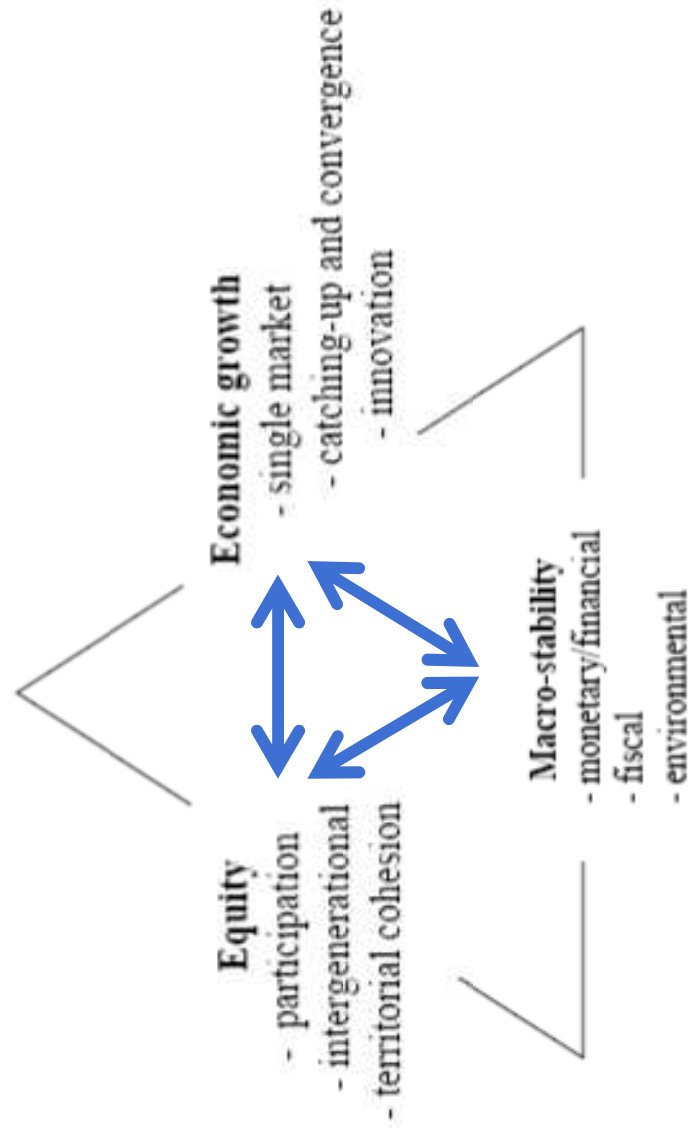 Equity
- participation
- intergenerational
- territorial cohesion
Economic growth
- single market
- catching-up and convergence
- innovation
Macro-stability
- monetary/financial
- fiscal
- environmental